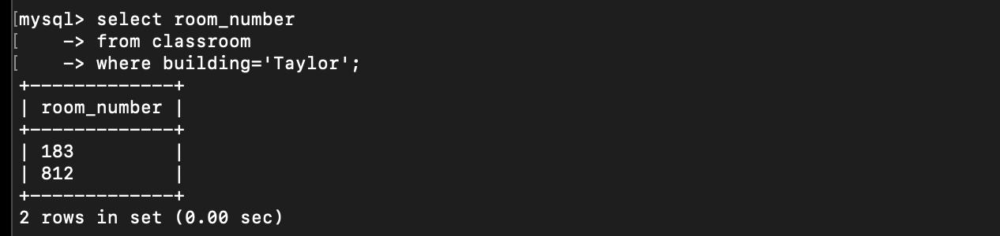 [mysql> select room_number
[    -> from classroom
[    -> where building='Taylor';
+-------------+
| room_number |
+-------------+
| 183         |
| 812         |
+-------------+
2 rows in set (0.00 sec)